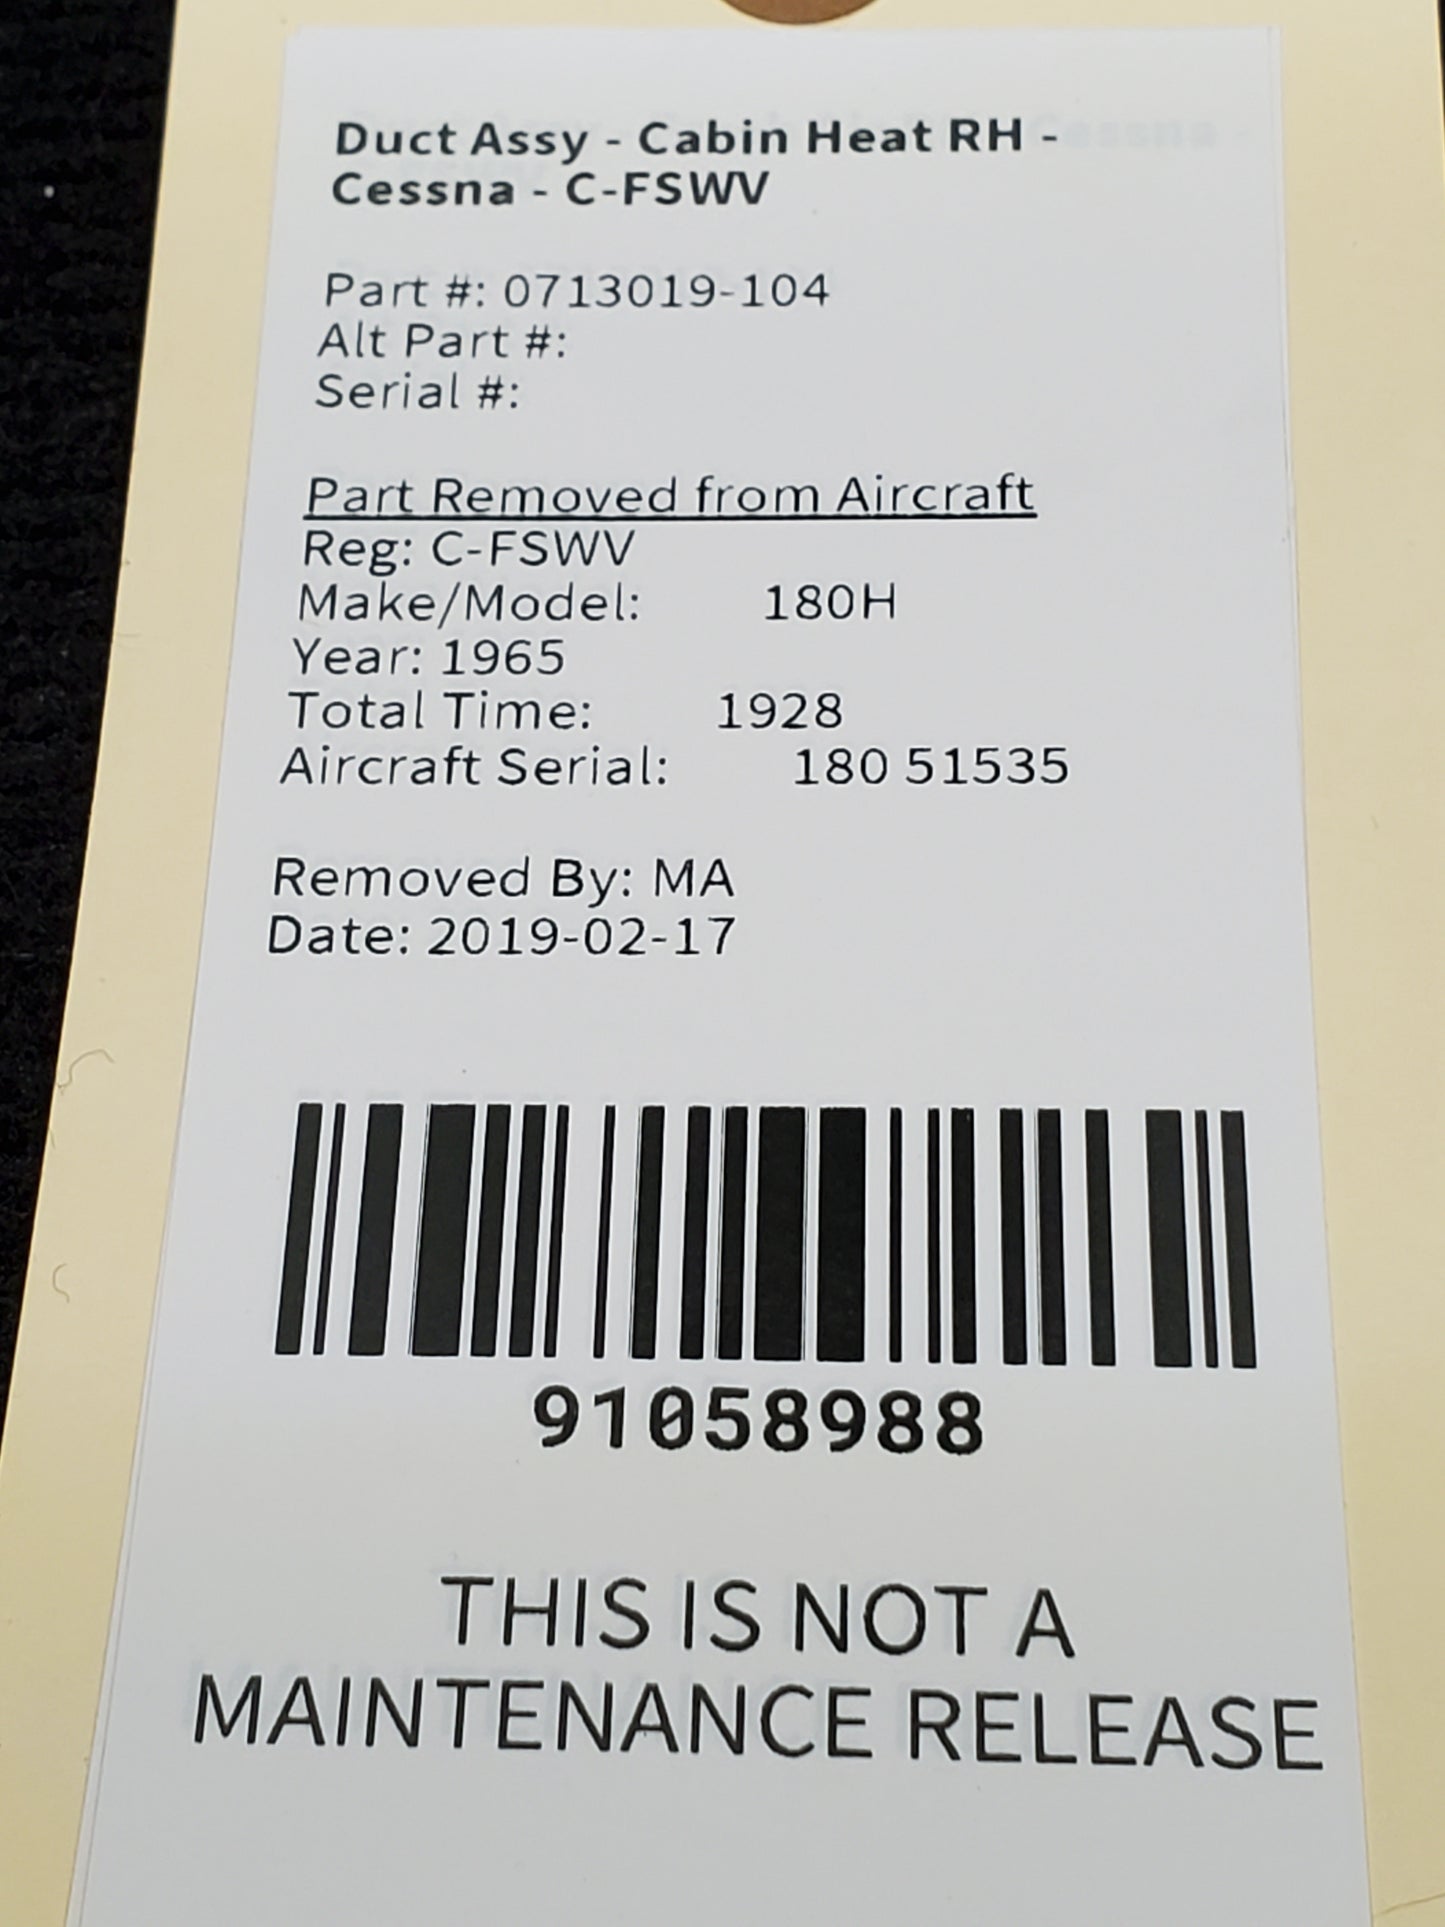 Duct Assy - Cabin Heat RH -
Cessna - C-FSWV
Part #: 0713019-104
Alt Part #:
Serial #:
Part Removed from Aircraft
Reg: C-FSWV
Make/Model: 180H
Year: 1965
Total Time: 1928
Aircraft Serial: 180 51535
Removed By: MA
Date: 2019-02-17
91058988
THIS IS NOT A
MAINTENANCE RELEASE